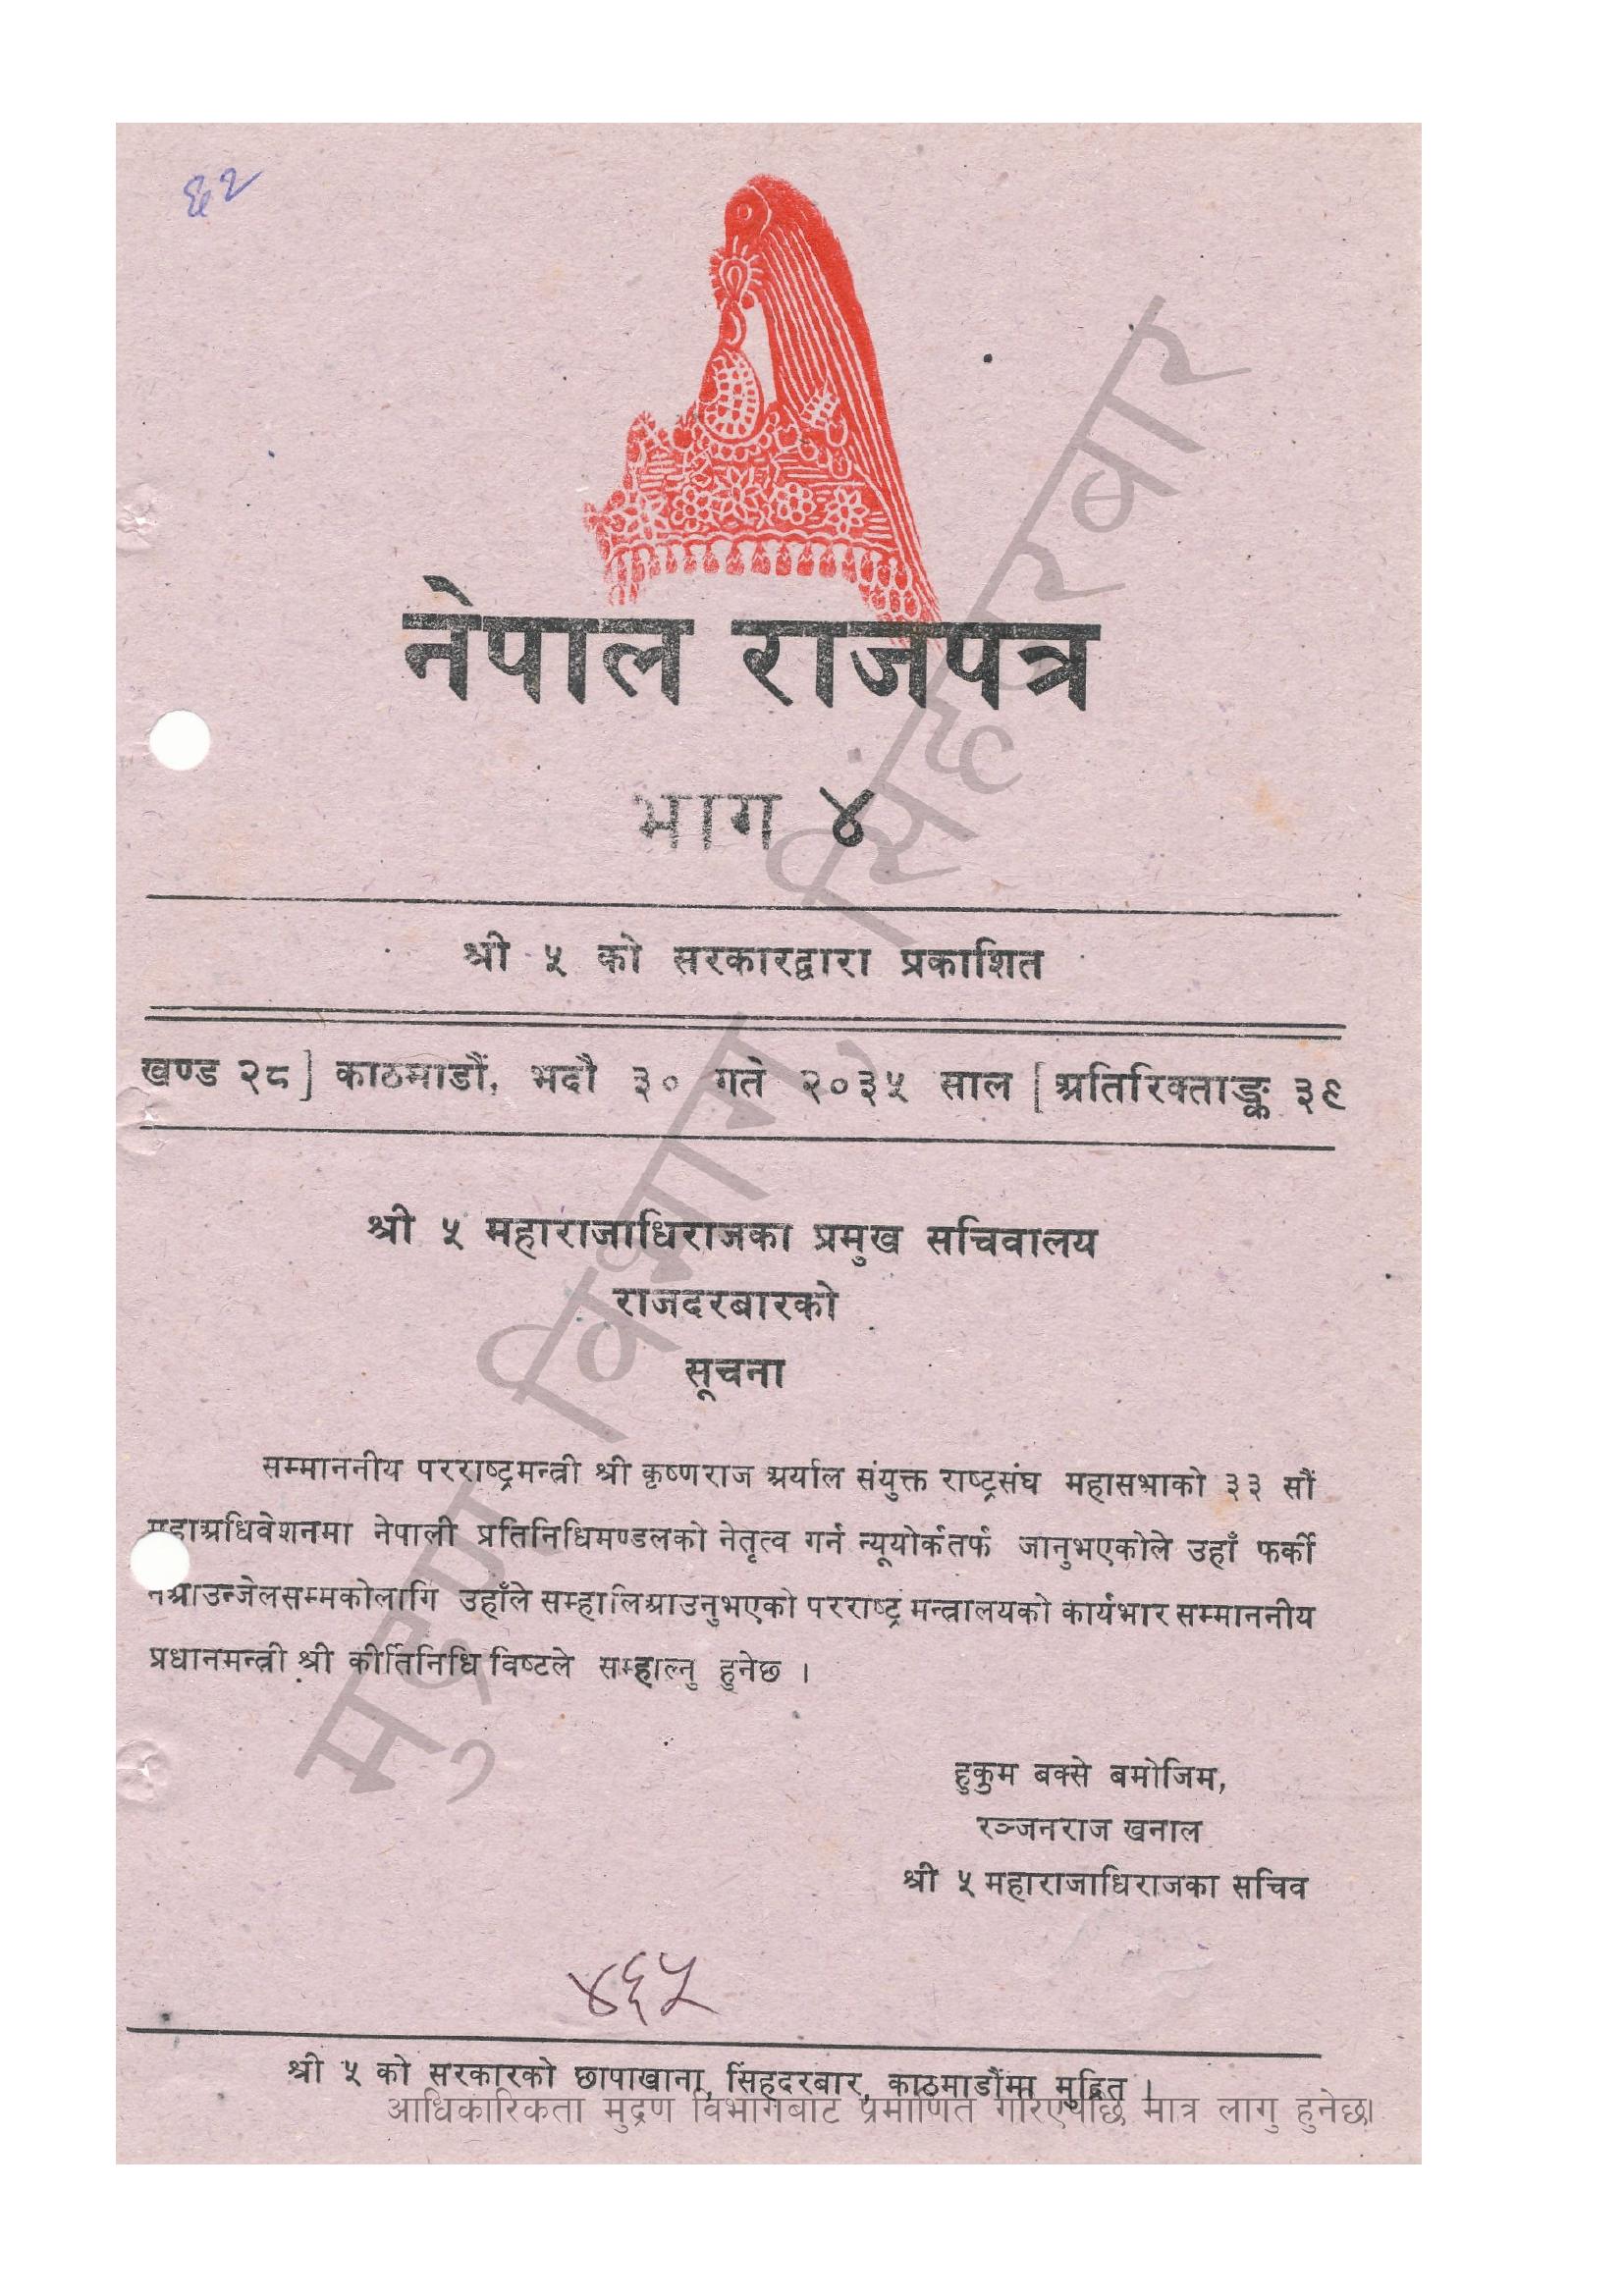 ६२
नेपाल राजपत्र
भाग ४
श्री ५ को सरकारद्वारा प्रकाशित
खण्ड २८] काठमाडौं, भदौ ३० गते २०३५ साल [अतिरिक्ताङ्क ३९
श्री ५ महाराजाधिराजका प्रमुख सचिवालय
राजदरबारको
सूचना
सम्माननीय परराष्ट्रमन्त्री श्री कृष्णराज अर्याल संयुक्त राष्ट्रसंघ महासभाको ३३ सौं
महाअधिवेशनमा नेपाली प्रतिनिधिमण्डलको नेतृत्व गर्न न्यूयोर्कतर्फ जानुभएकोले उहाँ फर्की
नआउन्जेलसम्मकोलागि उहाँले सम्हालिआउनुभएको परराष्ट्र मन्त्रालयको कार्यभार सम्माननीय
प्रधानमन्त्री श्री कीर्तिनिधि विष्टले सम्हाल्नु हुनेछ ।
हुकुम बक्से बमोजिम,
रञ्जनराज खनाल
श्री ५ महाराजाधिराजका सचिव
४६५
श्री ५ को सरकारको छापाखाना, सिंहदरबार, काठमाडौंमा मुद्रित ।
आधिकारिकता मुद्रण विभागबाट प्रमाणित गरिएपछि मात्र लागु हुनेछ।
मुद्रण विभाग, सिंहदरबार